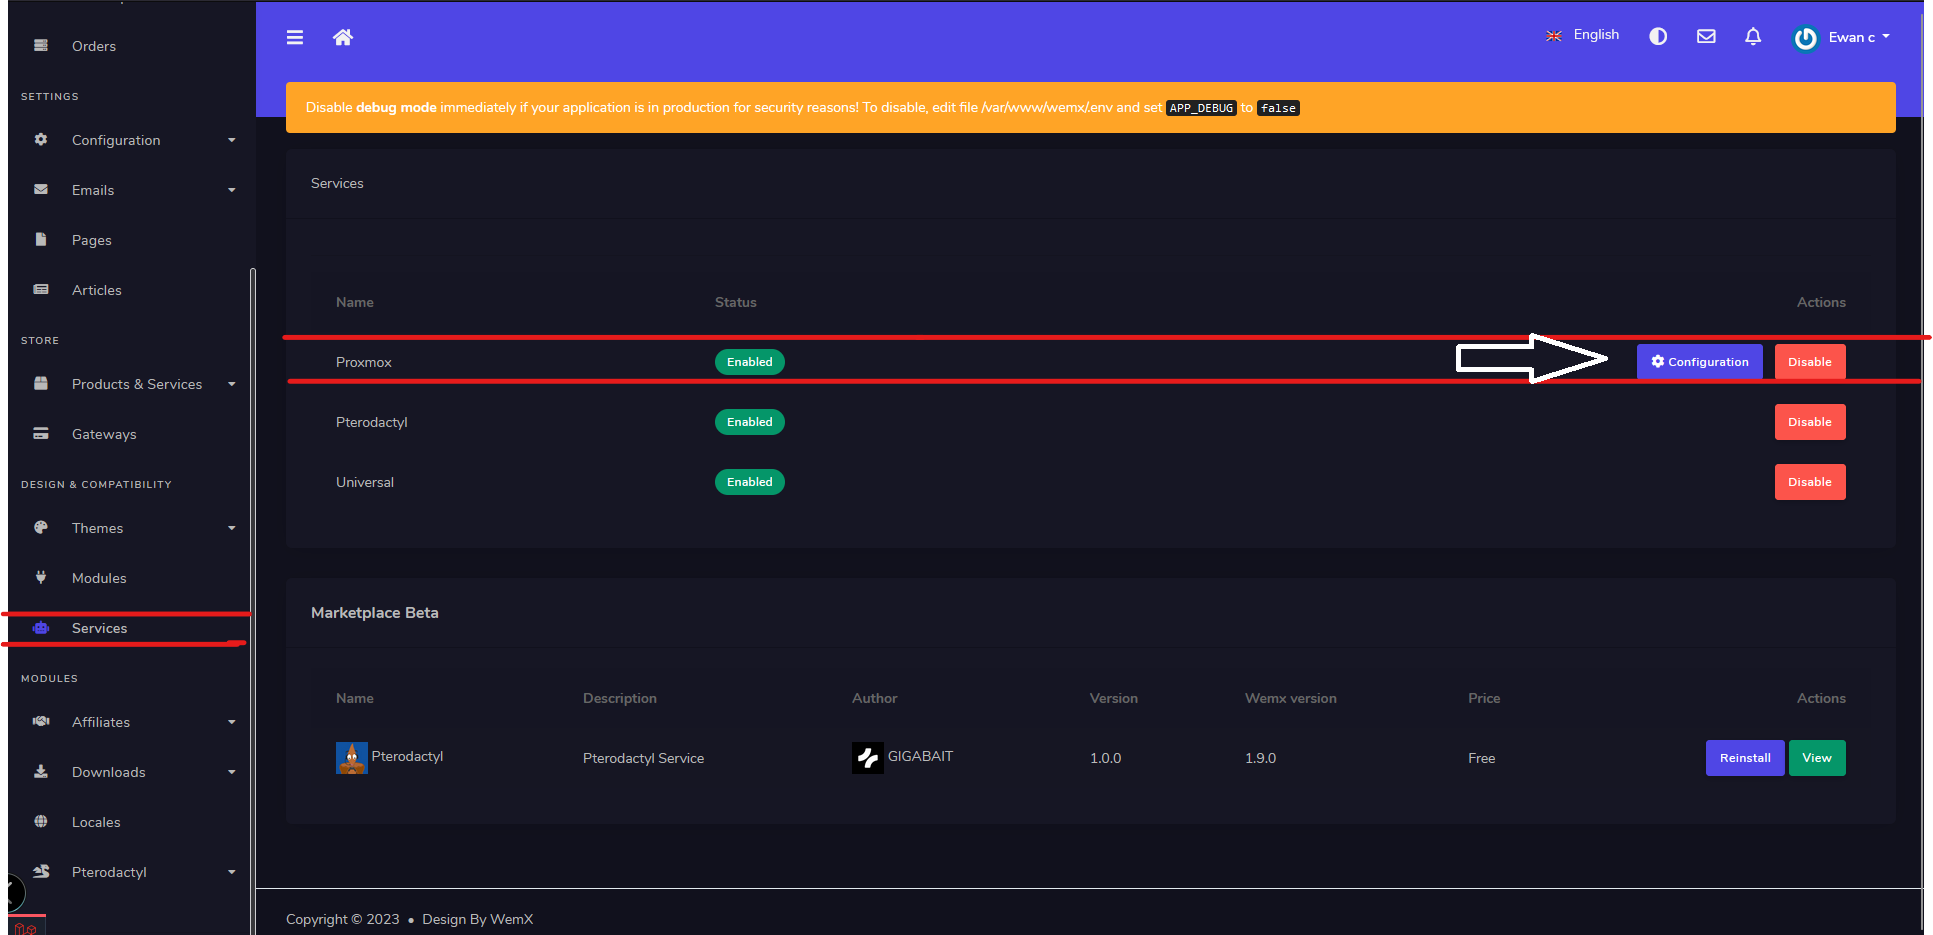 Orders
SETTINGS
Configuration
Emails
Pages
Articles
STORE
Products & Services
Gateways
DESIGN & COMPATIBILITY
Themes
Modules
Services
MODULES
Affiliates
Downloads
Locales
Pterodactyl
English
Ewan c
Disable debug mode immediately if your application is in production for security reasons! To disable, edit file /var/www/wemx/.env and set APP_DEBUG to false
Services
Name Status Actions
Proxmox Enabled Configuration Disable
Pterodactyl Enabled Disable
Universal Enabled Disable
Marketplace Beta
Name Description Author Version Wemx version Price Actions
Pterodactyl Pterodactyl Service GIGABAIT 1.0.0 1.9.0 Free Reinstall View
Copyright © 2023 • Design By WemX